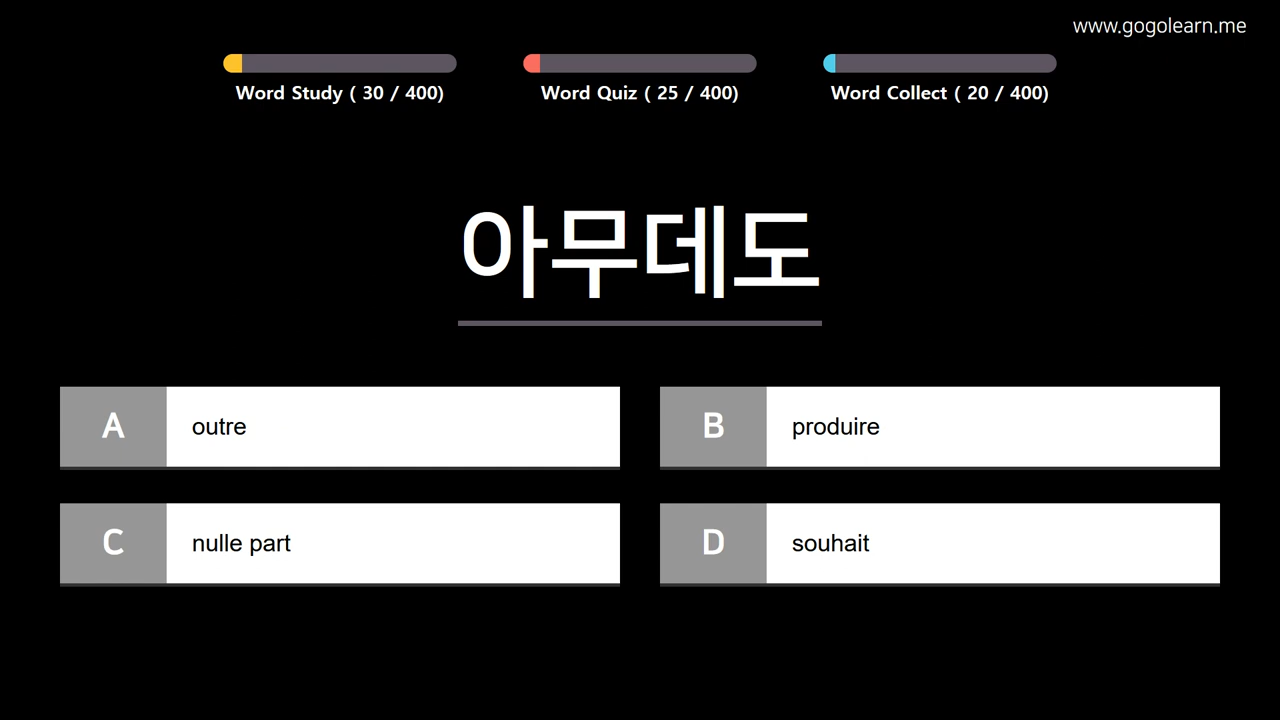 www.gogolearn.me
Word Study ( 30 / 400)
Word Quiz ( 25 / 400)
Word Collect ( 20 / 400)
아무데도
A outre
B produire
C nulle part
D souhait